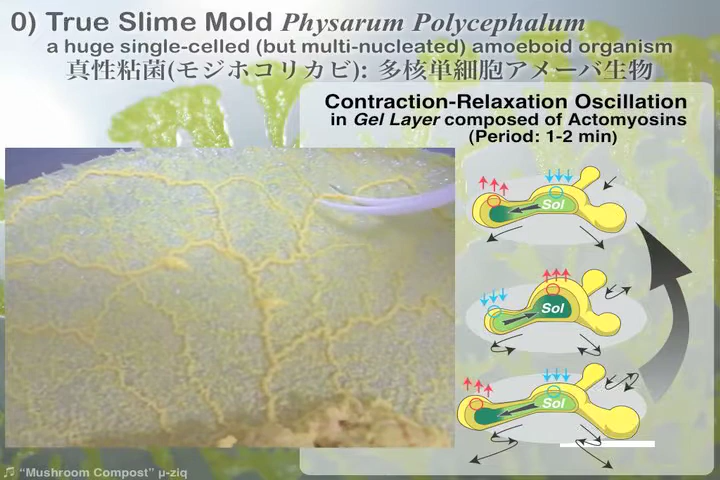 0) True Slime Mold Physarum Polycephalum
a huge single-celled (but multi-nucleated) amoeboid organism
真性粘菌(モジホコリカビ): 多核単細胞アメーバ生物
Contraction-Relaxation Oscillation
in Gel Layer composed of Actomyosins
(Period: 1-2 min)
Sol
Sol
Sol
♬ “Mushroom Compost” µ-ziq